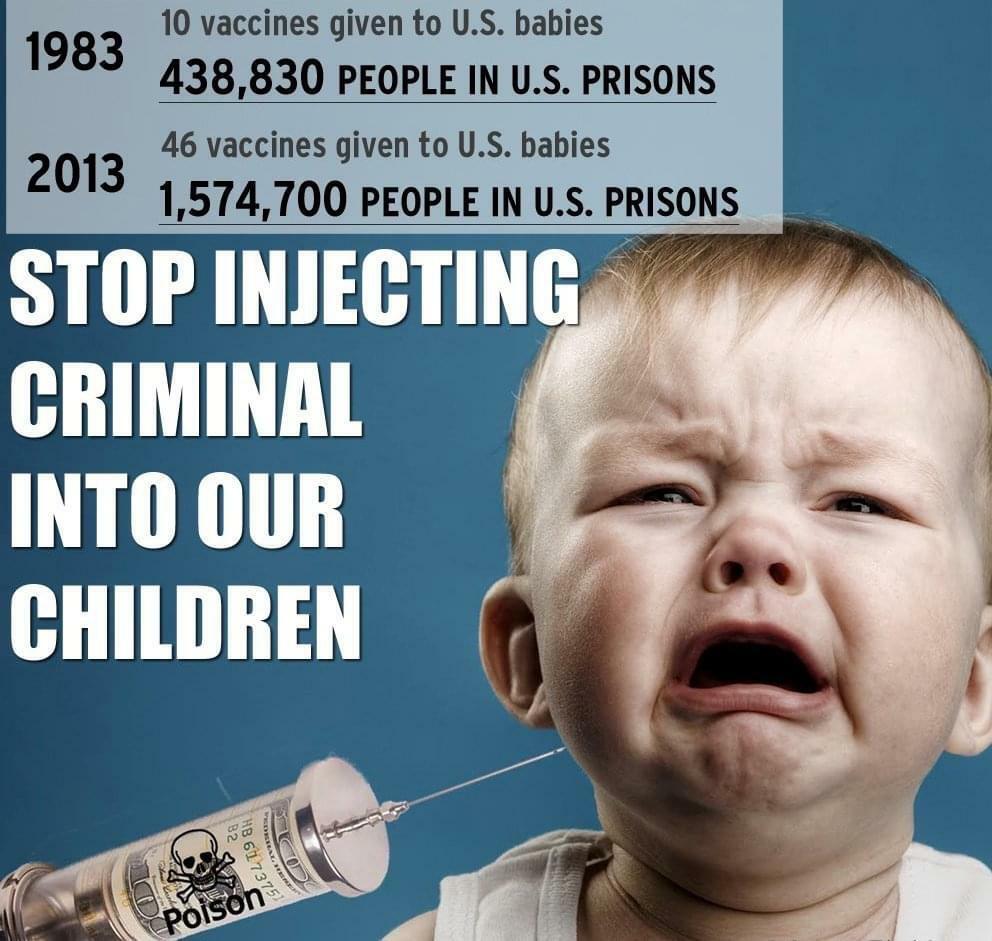 1983
10 vaccines given to U.S. babies
438,830 PEOPLE IN U.S. PRISONS
2013
46 vaccines given to U.S. babies
1,574,700 PEOPLE IN U.S. PRISONS
STOP INJECTING
CRIMINAL
INTO OUR
CHILDREN
B2
Poison